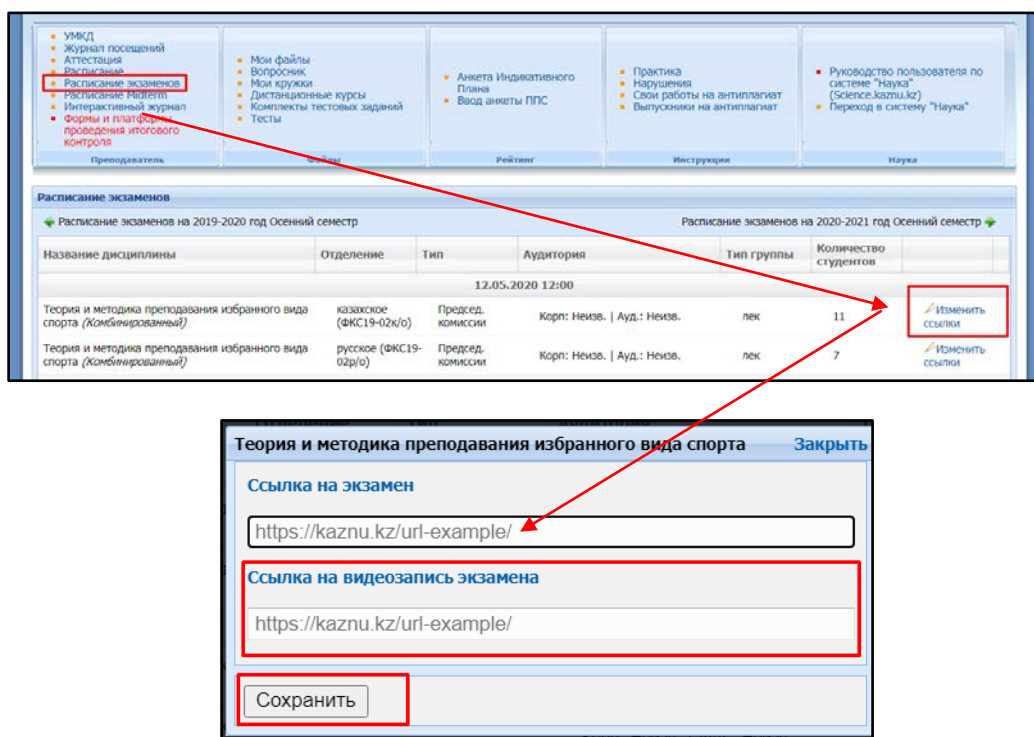 УМКД
Журнал посещений
Аттестация
Расписание
Расписание экзаменов
Расписание Midterm
Интерактивный журнал
Формы и платформы
проведения итогового
контроля
Преподаватель
Мои файлы
Вопросник
Мои кружки
Дистанционные курсы
Комплекты тестовых заданий
Тесты
Файлы
Анкета Индикативного
Плана
Ввод анкеты ППС
Рейтинг
Практика
Нарушения
Свои работы на антиплагиат
Выпускники на антиплагиат
Инструкции
Руководство пользователя по
системе "Наука"
(Science.kaznu.kz)
Переход в систему "Наука"
Наука
Расписание экзаменов
Расписание экзаменов на 2019-2020 год Осенний семестр
Расписание экзаменов на 2020-2021 год Осенний семестр
Название дисциплины Отделение Тип Аудитория Тип группы Количество студентов
12.05.2020 12:00
Теория и методика преподавания избранного вида казахское Председ. Изменить
спорта (Комбинированный) (ФКС19-02к/о) комиссии Корп: Неизв. | Ауд.: Неизв. лек 11 ссылки
Теория и методика преподавания избранного вида русское (ФКС19- Председ. Изменить
спорта (Комбинированный) 02р/о) комиссии Корп: Неизв. | Ауд.: Неизв. лек 7 ссылки
Теория и методика преподавания избранного вида спорта Закрыть
Ссылка на экзамен
https://kaznu.kz/url-example/
Ссылка на видеозапись экзамена
https://kaznu.kz/url-example/
Сохранить